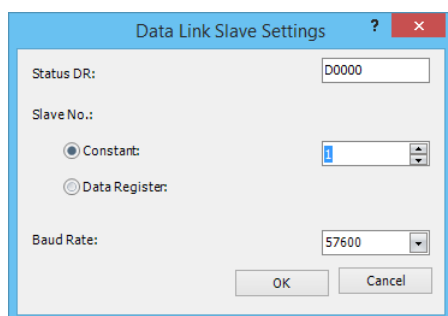 Data Link Slave Settings ? ×
Status DR: D0000
Slave No.:
Constant: 1
Data Register:
Baud Rate: 57600
OK Cancel